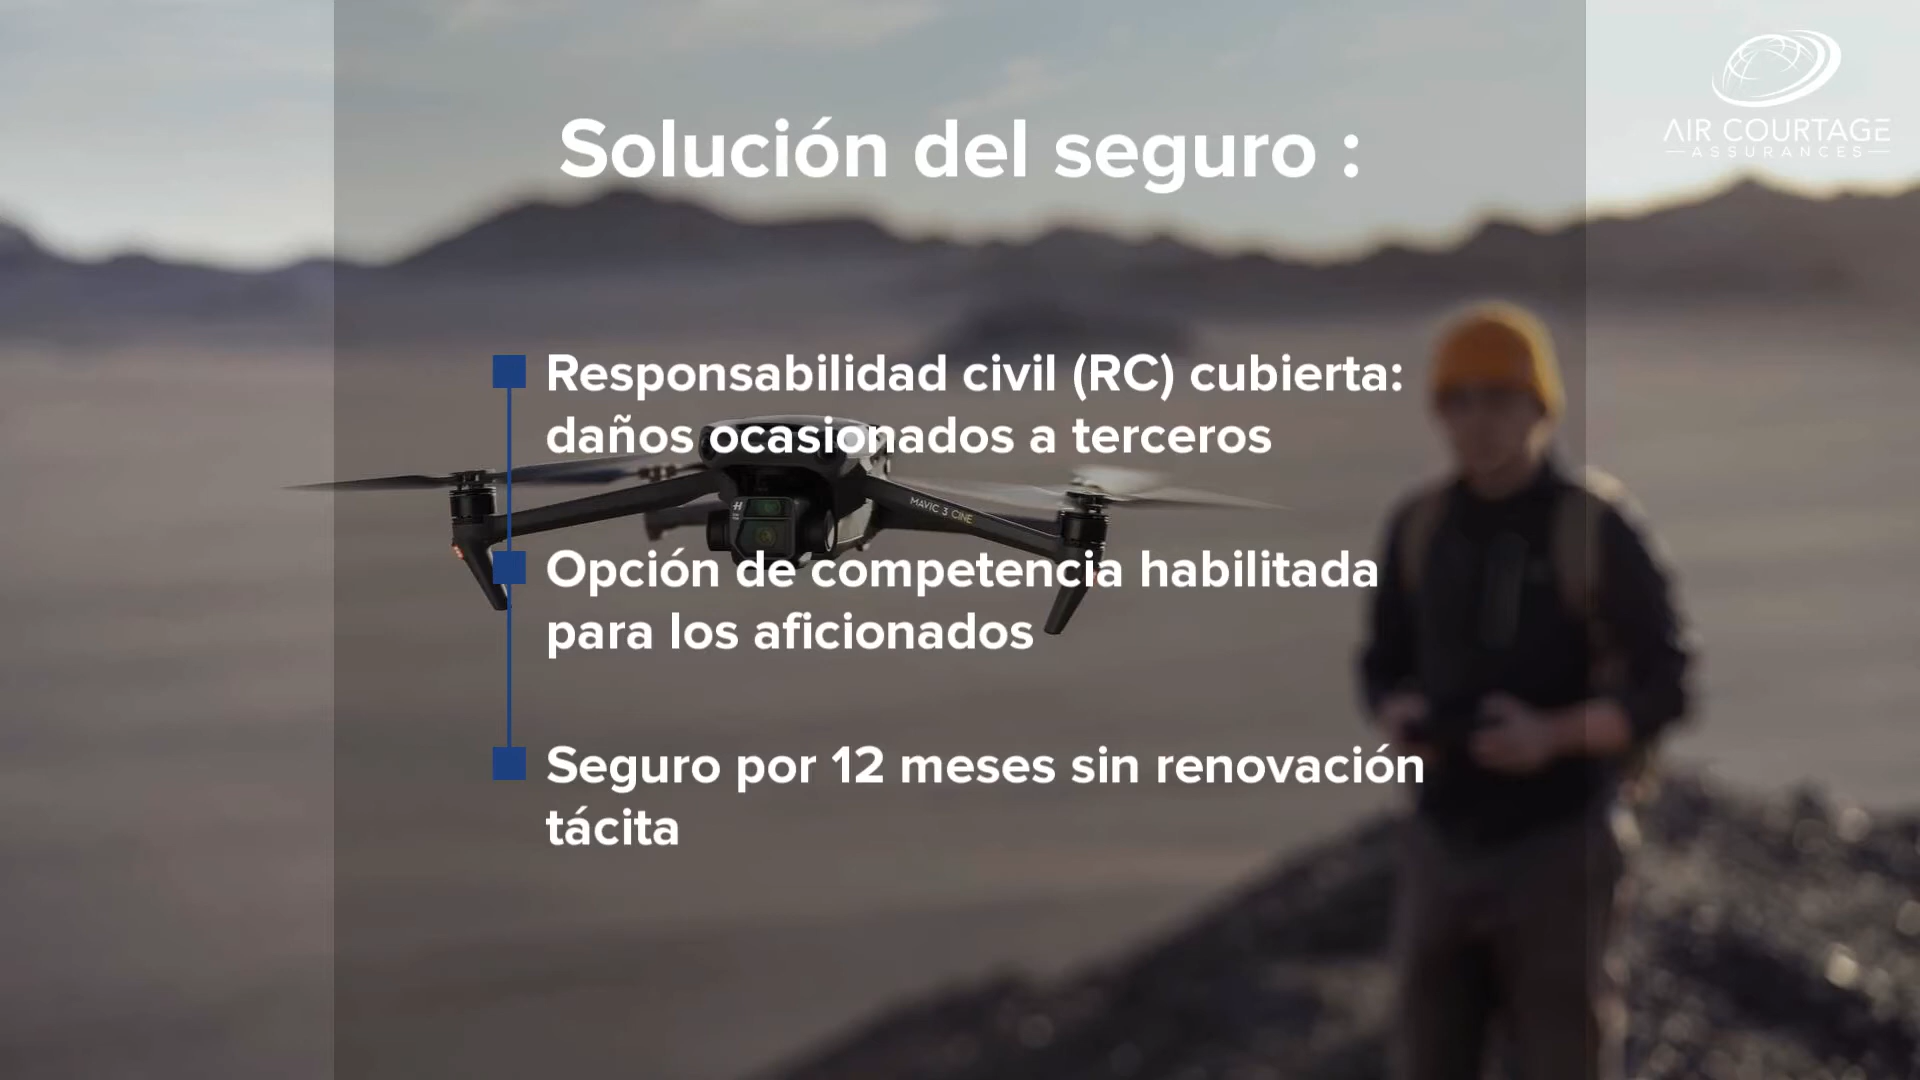 AIR COURTAGE
ASSURANCES
Solución del seguro :
Responsabilidad civil (RC) cubierta:
daños ocasionados a terceros
MAVIC 3 CINE
Opción de competencia habilitada
para los aficionados
Seguro por 12 meses sin renovación
tácita